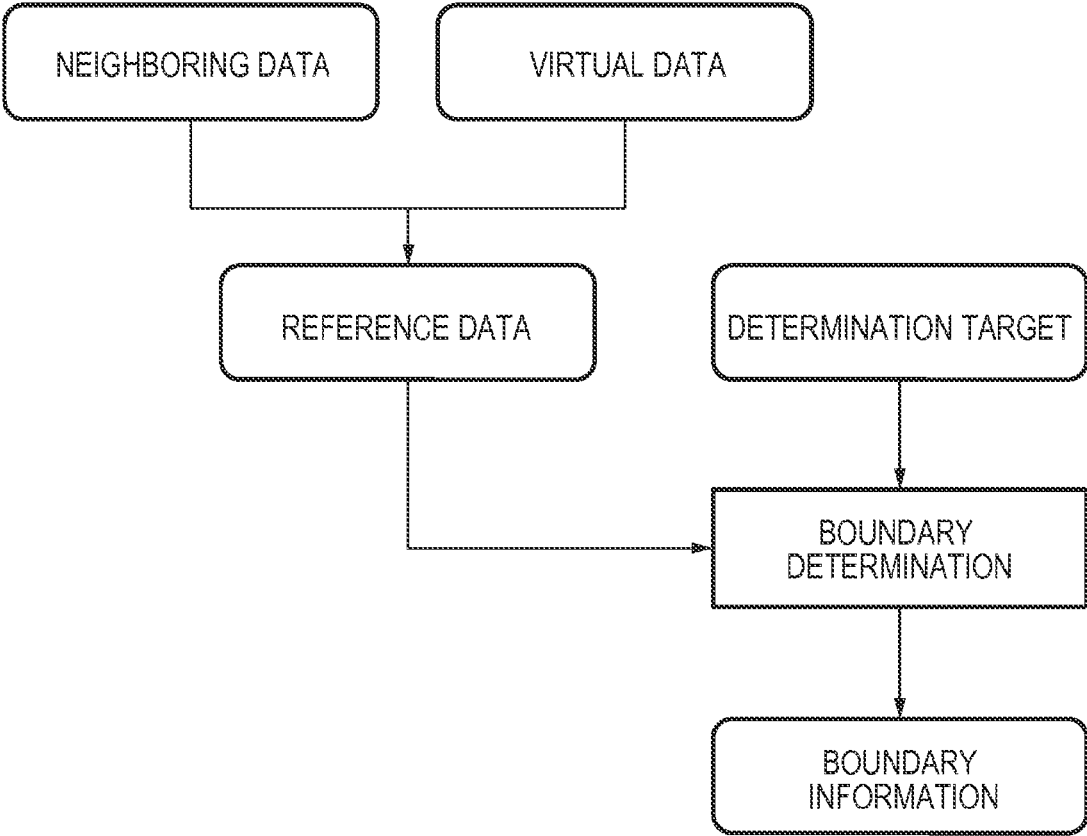 NEIGHBORING DATA
VIRTUAL DATA
REFERENCE DATA
DETERMINATION TARGET
BOUNDARY
DETERMINATION
BOUNDARY
INFORMATION